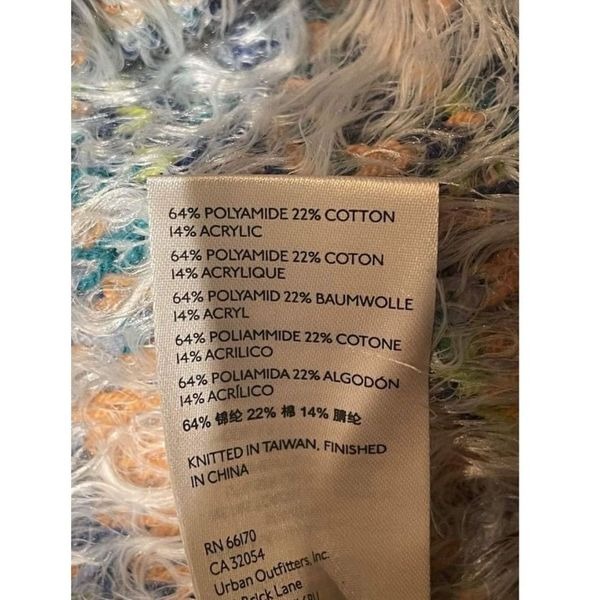 64% POLYAMIDE 22% COTTON
14% ACRYLIC
64% POLYAMIDE 22% COTON
14% ACRYLIQUE
64% POLYAMID 22% BAUMWOLLE
14% ACRYL
64% POLIAMMIDE 22% COTONE
14% ACRILICO
64% POLIAMIDA 22% ALGODÓN
14% ACRÍLICO
64% 锦纶 22% 棉 14% 腈纶
KNITTED IN TAIWAN, FINISHED
IN CHINA
RN 66170
CA 32054
Urban Outfitters, Inc.
Brick Lane